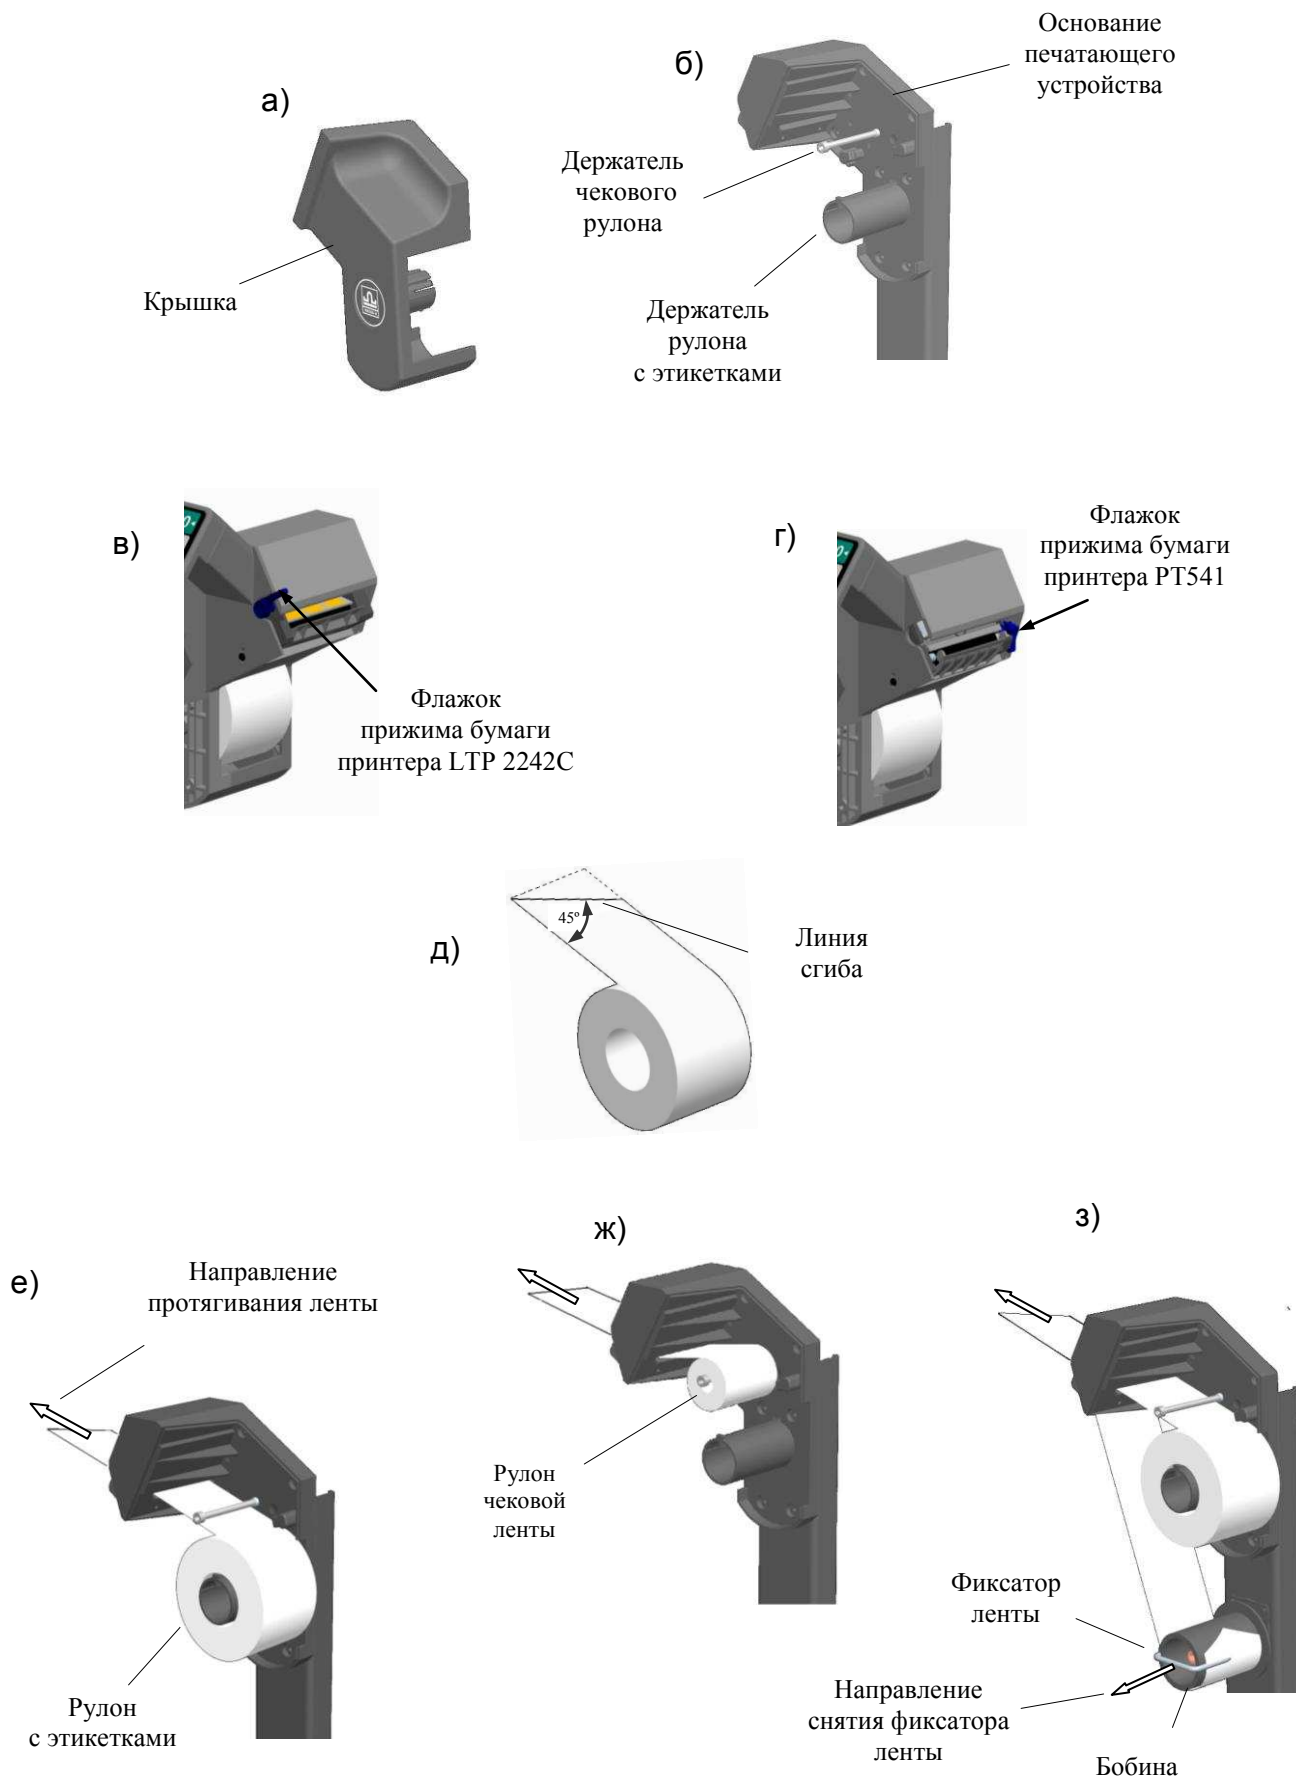 а)
б)
Основание
печатающего
устройства
Держатель
чекового
рулона
Крышка
Держатель
рулона
с этикетками
в)
Флажок
прижима бумаги
принтера LTP 2242C
г)
Флажок
прижима бумаги
принтера PT541
д)
45º
Линия
сгиба
е)
Направление
протягивания ленты
Рулон
с этикетками
ж)
Рулон
чековой
ленты
з)
Фиксатор
ленты
Направление
снятия фиксатора
ленты
Бобина